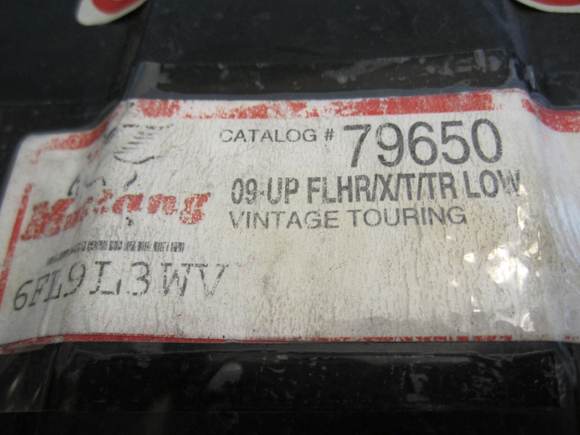 CATALOG # 79650
09-UP FLHR/X/T/TR LOW
VINTAGE TOURING
Mustang
6FL9L3WV